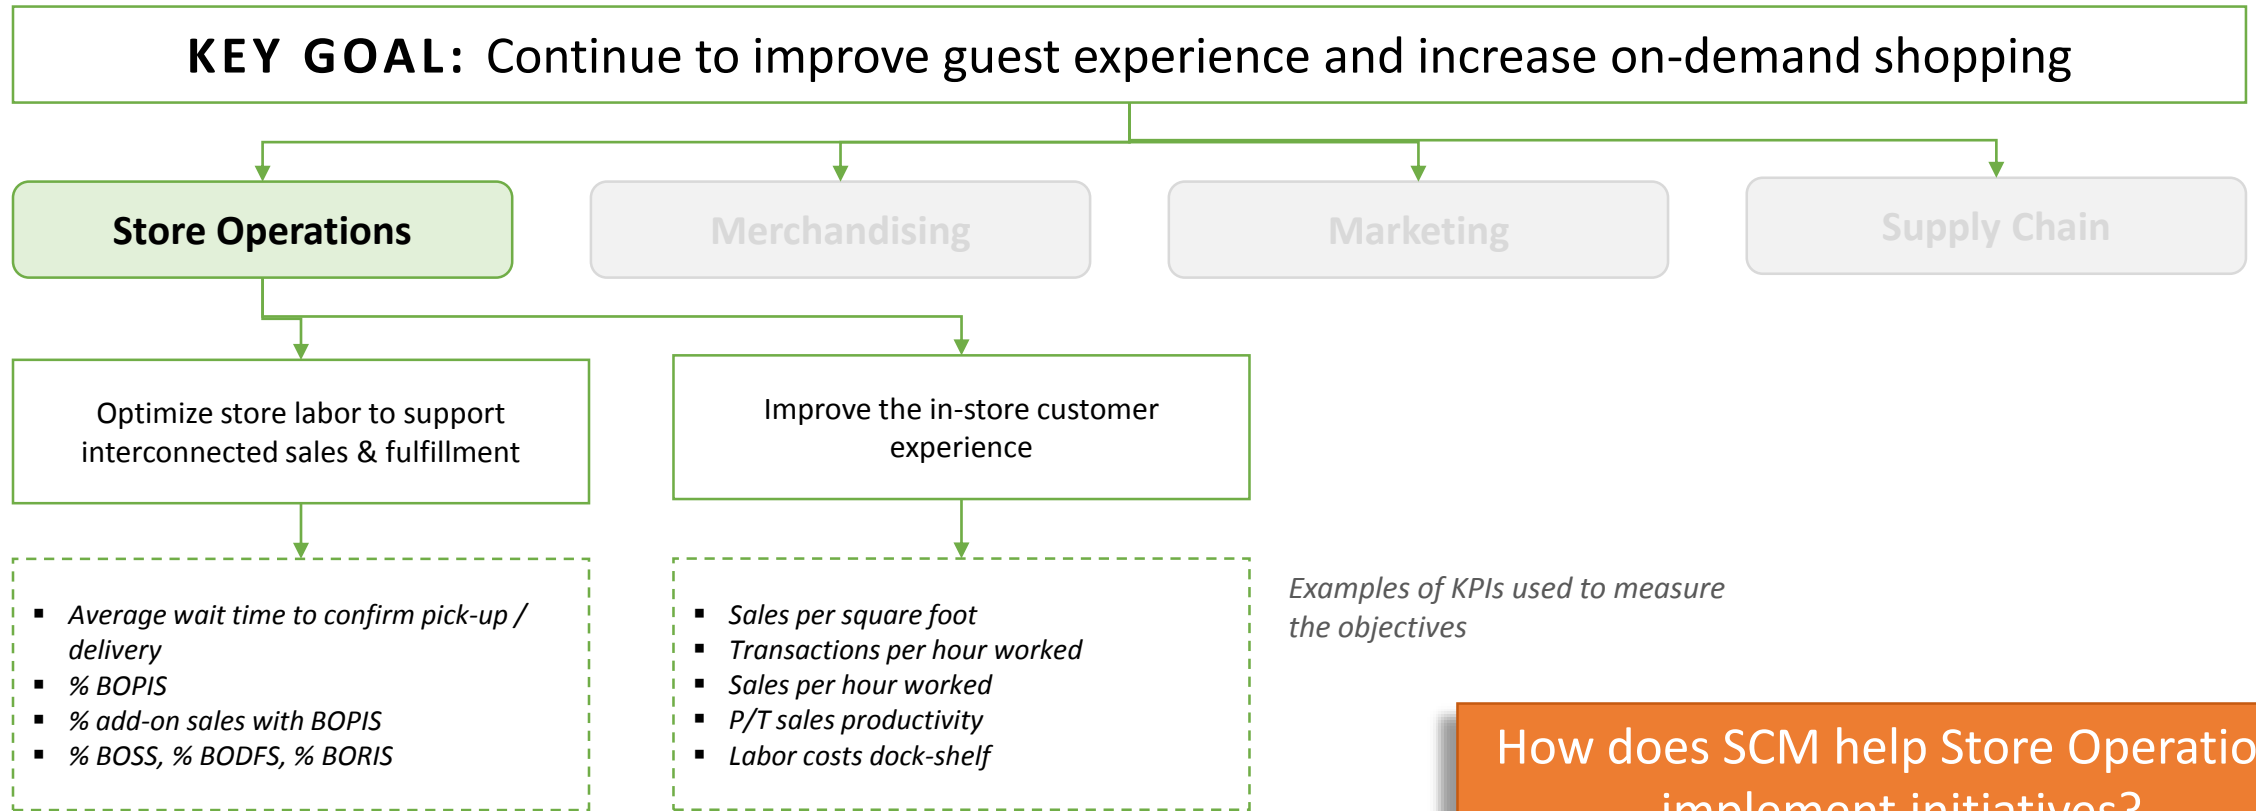 KEY GOAL: Continue to improve guest experience and increase on-demand shopping
Store Operations
Merchandising
Marketing
Supply Chain
Optimize store labor to support
interconnected sales & fulfillment
Improve the in-store customer
experience
▪ Average wait time to confirm pick-up /
delivery
▪ % BOPIS
▪ % add-on sales with BOPIS
▪ % BOSS, % BODFS, % BORIS
▪ Sales per square foot
▪ Transactions per hour worked
▪ Sales per hour worked
▪ P/T sales productivity
▪ Labor costs dock-shelf
Examples of KPIs used to measure
the objectives
How does SCM help Store Operatio
implement initiatives?